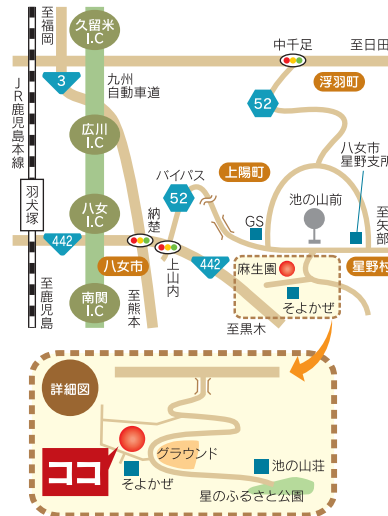 至福岡
久留米
I.C
中千足
至日田
3
九州
自動車道
52
浮羽町
JR鹿児島本線
広川
I.C
八女市
星野支所
バイパス
上陽町
池の山前
羽犬塚
八女
I.C
納楚
52
GS
至矢部
442
八女市
上山内
442
麻生園
星野村
至鹿児島
南関
I.C
至熊本
そよかぜ
至黒木
詳細図
ココ
グラウンド
そよかぜ
池の山荘
星のふるさと公園